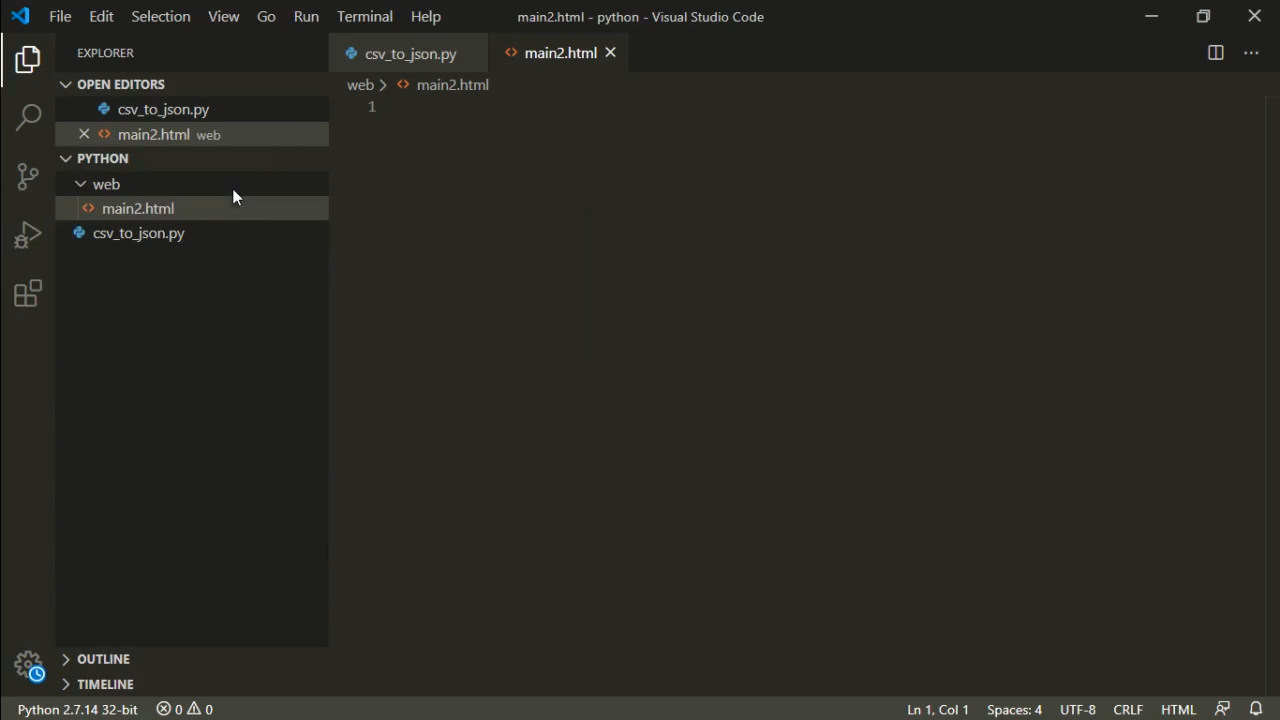 File Edit Selection View Go Run Terminal Help
main2.html - python - Visual Studio Code
EXPLORER
csv_to_json.py
main2.html
OPEN EDITORS
web
main2.html
csv_to_json.py
1
main2.html web
PYTHON
web
main2.html
csv_to_json.py
OUTLINE
TIMELINE
Python 2.7.14 32-bit
0
0
Ln 1, Col 1
Spaces: 4
UTF-8
CRLF
HTML